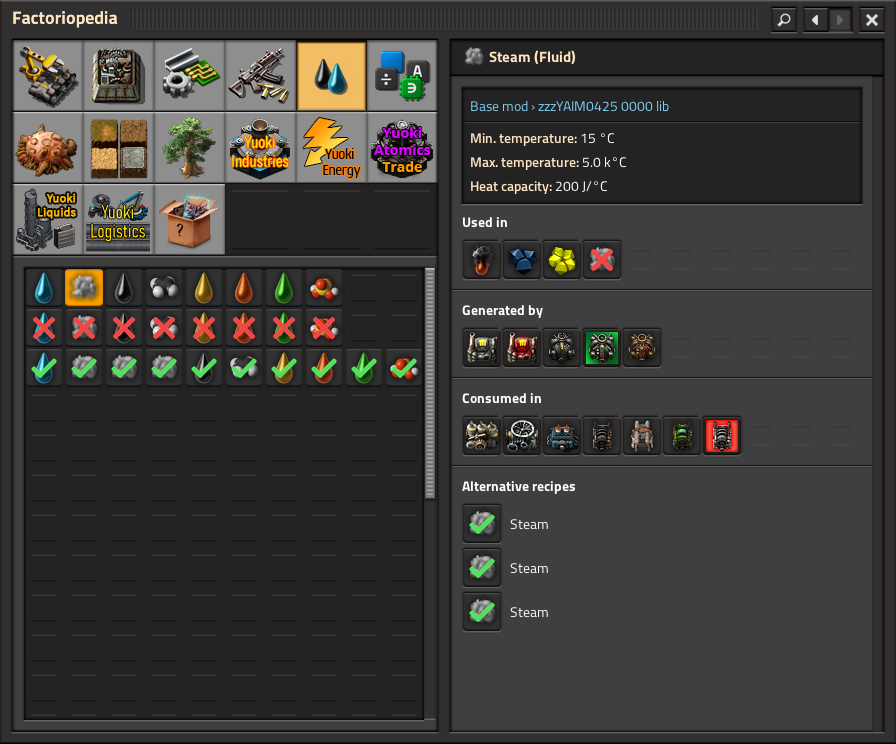 Factoriopedia
A
Yuoki
Industries
Yuoki
Energy
Yuoki
Atomics
Trade
Yuoki
Liquids
Yuoki
Logistics
?
Steam (Fluid)
Base mod › zzzYAIM0425 0000 lib
Min. temperature: 15 °C
Max. temperature: 5.0 k°C
Heat capacity: 200 J/°C
Used in
Generated by
Consumed in
Alternative recipes
Steam
Steam
Steam